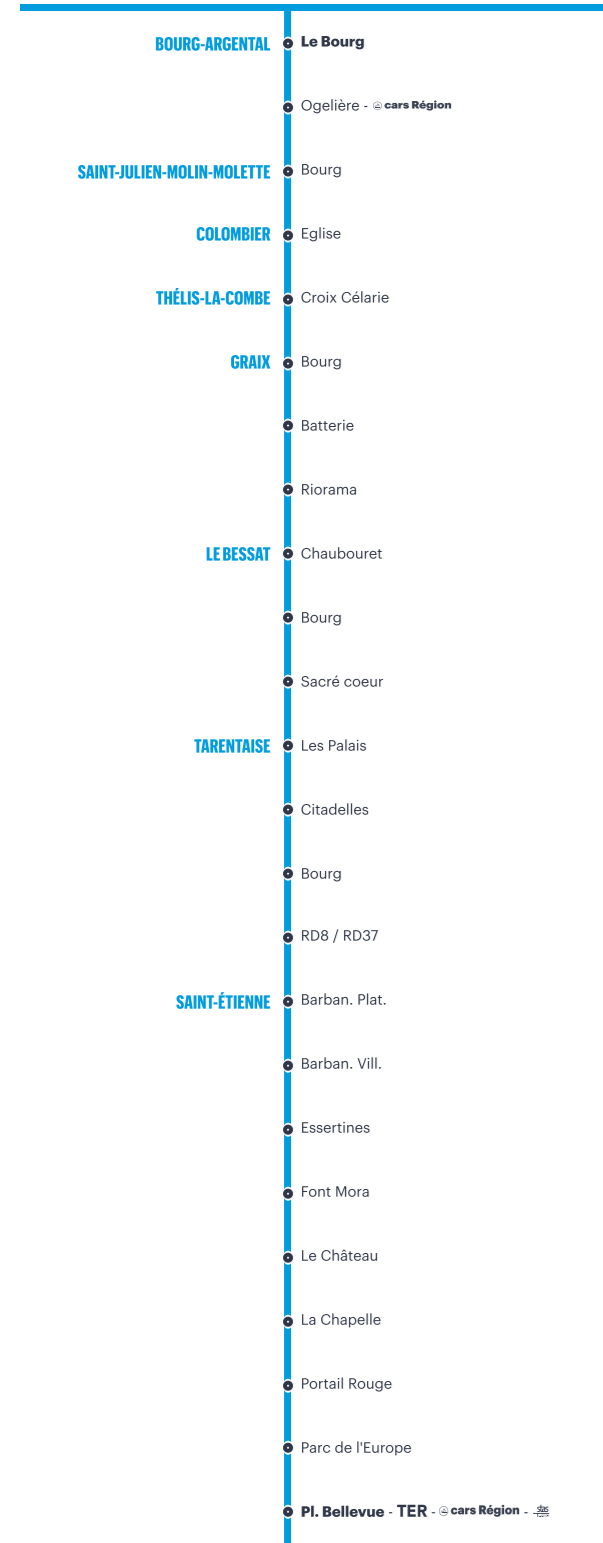 BOURG-ARGENTAL Le Bourg
Ogelière - cars Région
SAINT-JULIEN-MOLIN-MOLETTE Bourg
COLOMBIER Eglise
THÉLIS-LA-COMBE Croix Célarie
GRAIX Bourg
Batterie
Riorama
LE BESSAT Chaubouret
Bourg
Sacré coeur
TARENTAISE Les Palais
Citadelles
Bourg
RD8 / RD37
SAINT-ÉTIENNE Barban. Plat.
Barban. Vill.
Essertines
Font Mora
Le Château
La Chapelle
Portail Rouge
Parc de l'Europe
Pl. Bellevue - TER - cars Région -